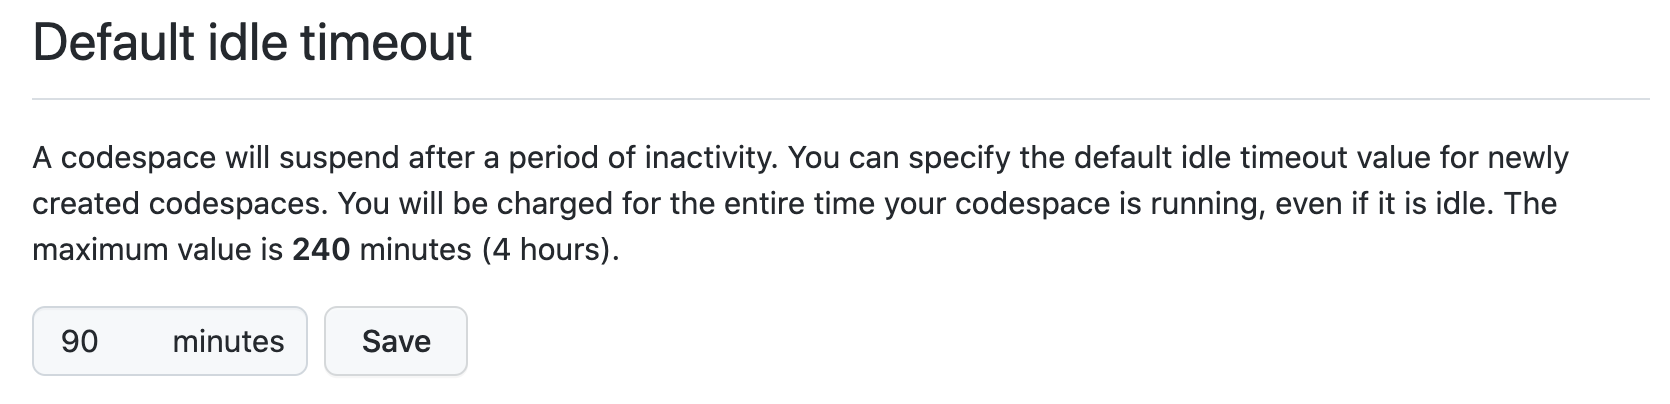 Default idle timeout
A codespace will suspend after a period of inactivity. You can specify the default idle timeout value for newly
created codespaces. You will be charged for the entire time your codespace is running, even if it is idle. The
maximum value is 240 minutes (4 hours).
90 minutes Save